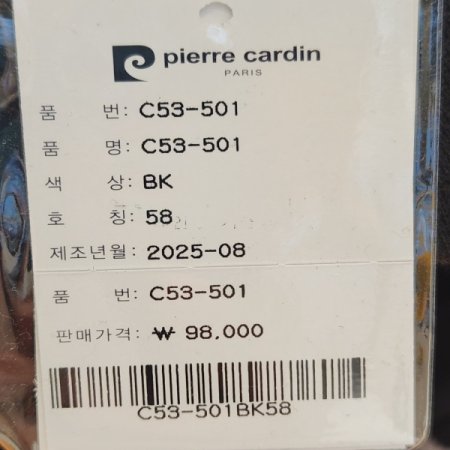 pierre cardin
PARIS
품 번: C53-501
품 명: C53-501
색 상: BK
호 칭: 58
제조년월: 2025-08
품 번: C53-501
판매가격: ₩ 98,000
C53-501BK58